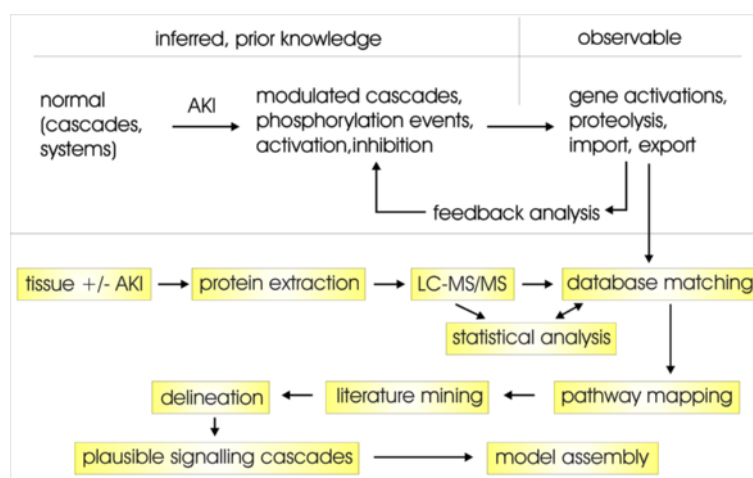 inferred, prior knowledge
observable
normal
(cascades,
systems)
AKI
modulated cascades,
phosphorylation events,
activation,inhibition
gene activations,
proteolysis,
import, export
feedback analysis
tissue +/- AKI
protein extraction
LC-MS/MS
database matching
statistical analysis
delineation
literature mining
pathway mapping
plausible signalling cascades
model assembly